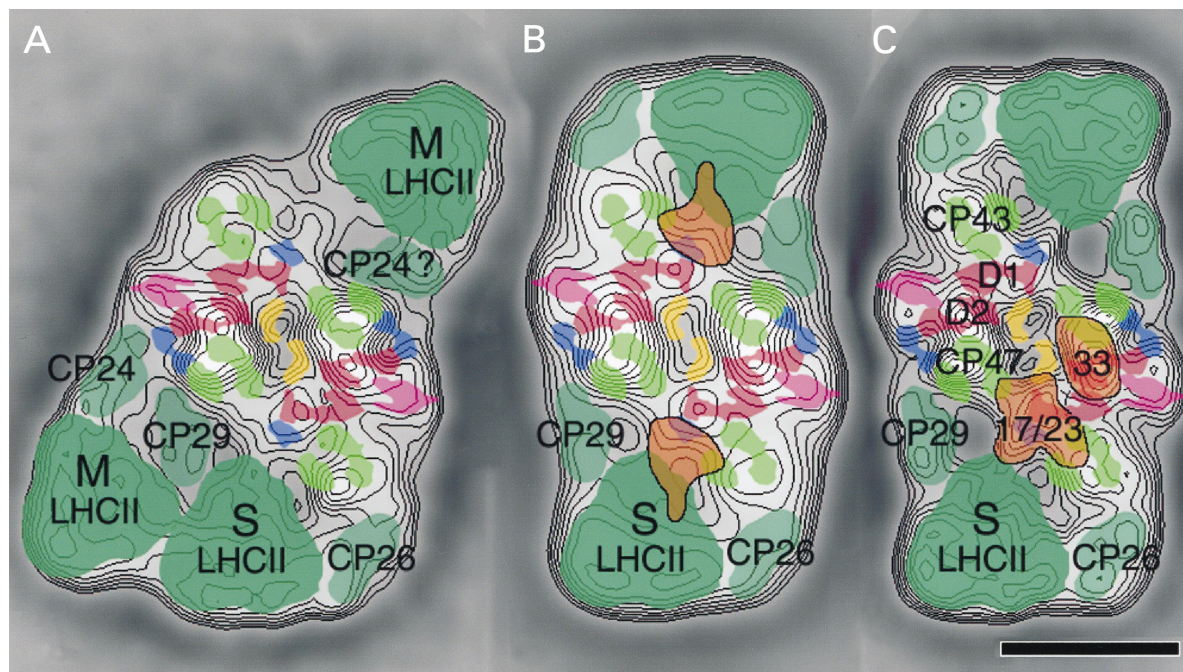 A
M
LHCII
CP24?
CP24
CP29
M
LHCII
S
LHCII
CP26
B
CP29
S
LHCII
CP26
C
CP43
D1
D2
CP47
33
17/23
CP29
S
LHCII
CP26